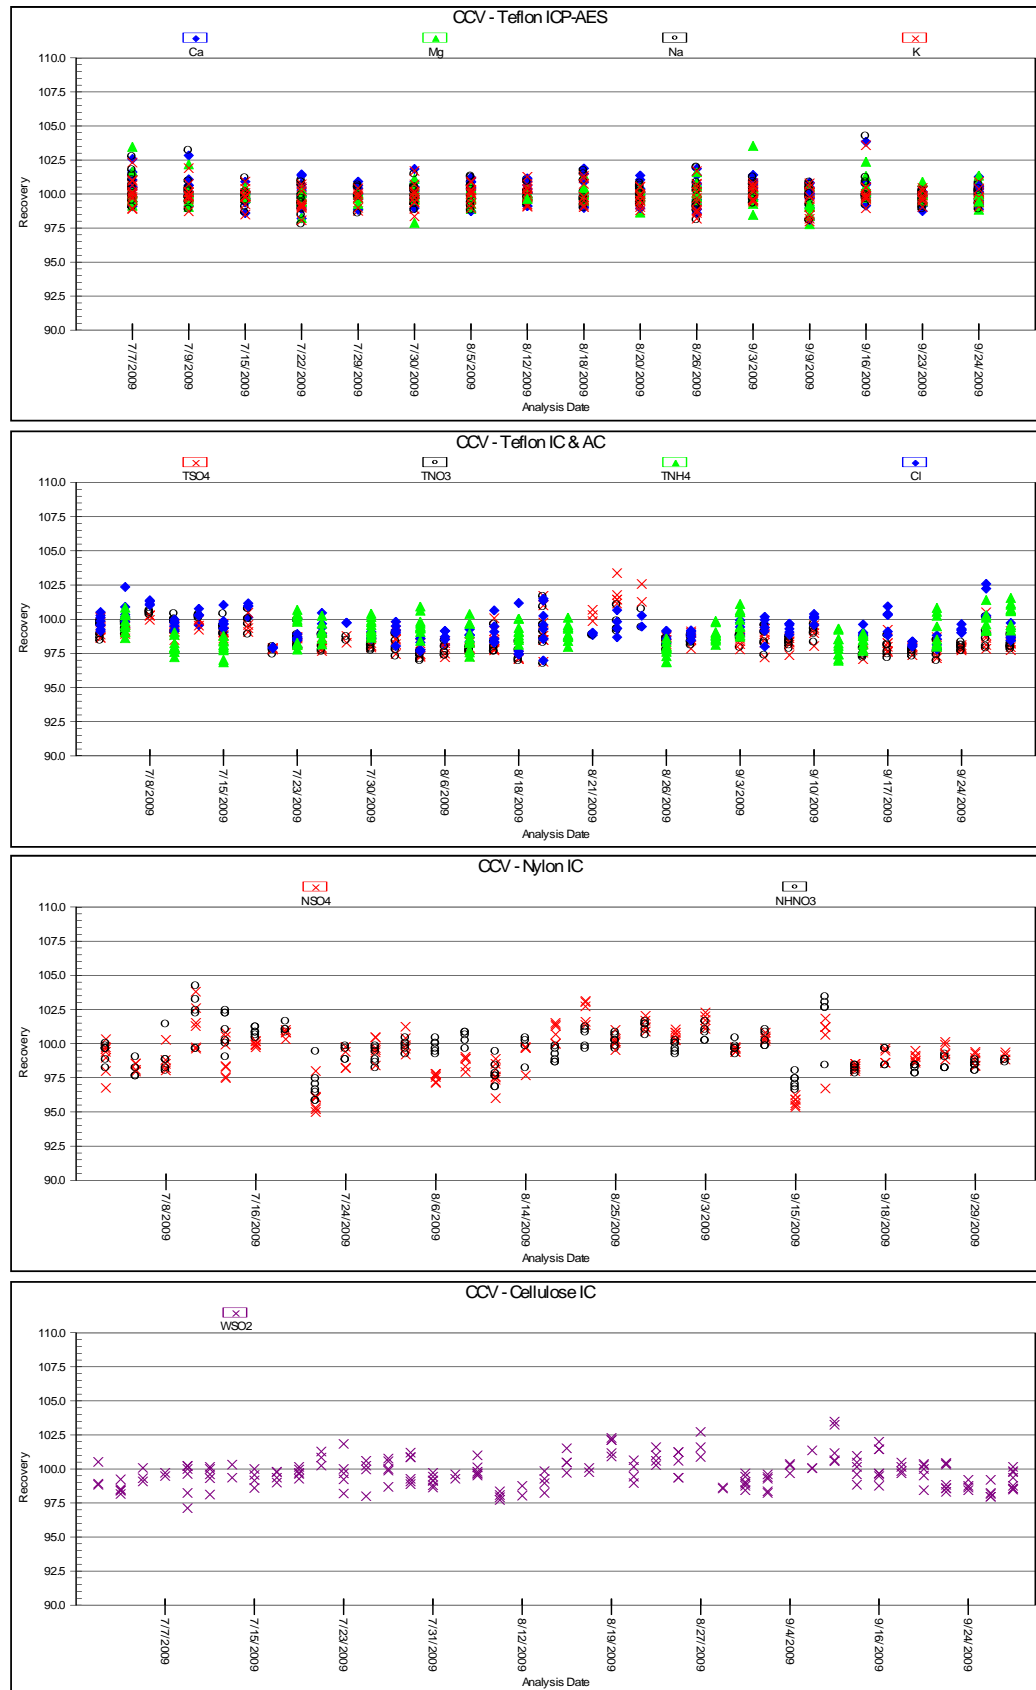 CCV - Teflon ICP-AES
Ca Mg Na K
110.0
107.5
105.0
102.5
100.0
97.5
95.0
92.5
90.0
Recovery
7/7/2009 7/9/2009 7/15/2009 7/22/2009 7/29/2009 7/30/2009 8/5/2009 8/12/2009 8/18/2009 8/20/2009 8/26/2009 9/3/2009 9/9/2009 9/16/2009 9/23/2009 9/24/2009
Analysis Date
CCV - Teflon IC & AC
TSO4 TNO3 TNH4 Cl
110.0
107.5
105.0
102.5
100.0
97.5
95.0
92.5
90.0
Recovery
7/8/2009 7/15/2009 7/23/2009 7/30/2009 8/6/2009 8/18/2009 8/21/2009 8/26/2009 9/3/2009 9/10/2009 9/17/2009 9/24/2009
Analysis Date
CCV - Nylon IC
NSO4 NHNO3
110.0
107.5
105.0
102.5
100.0
97.5
95.0
92.5
90.0
Recovery
7/8/2009 7/16/2009 7/24/2009 8/6/2009 8/14/2009 8/25/2009 9/3/2009 9/15/2009 9/18/2009 9/29/2009
Analysis Date
CCV - Cellulose IC
WSO2
110.0
107.5
105.0
102.5
100.0
97.5
95.0
92.5
90.0
Recovery
7/7/2009 7/15/2009 7/23/2009 7/31/2009 8/12/2009 8/19/2009 8/27/2009 9/4/2009 9/16/2009 9/24/2009
Analysis Date